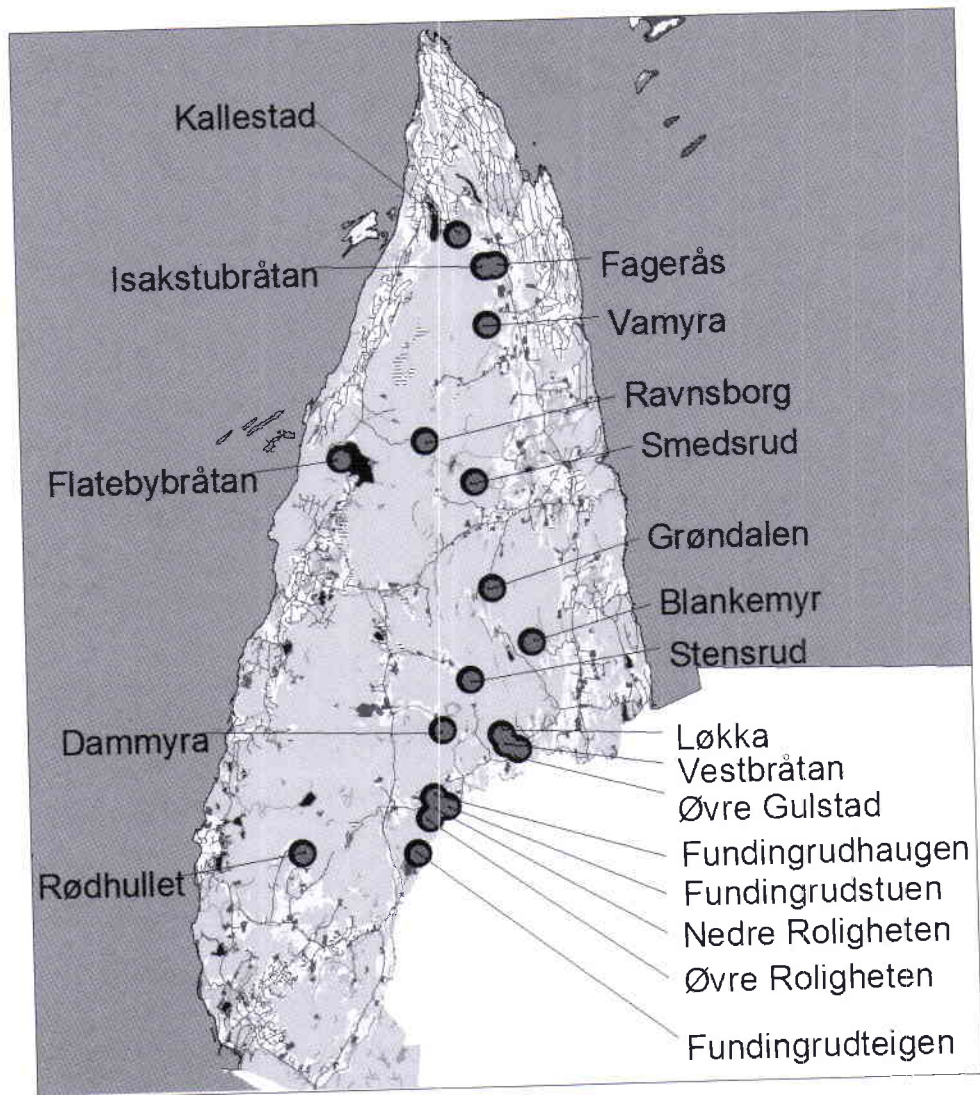 Kallestad
Isakstubråtan
Fagerås
Vamyra
Ravnsborg
Smedsrud
Flatebybråtan
Grøndalen
Blankemyr
Stensrud
Dammyra
Løkka
Vestbråtan
Øvre Gulstad
Fundingrudhaugen
Fundingrudstuen
Rødhullet
Nedre Roligheten
Øvre Roligheten
Fundingrudteigen